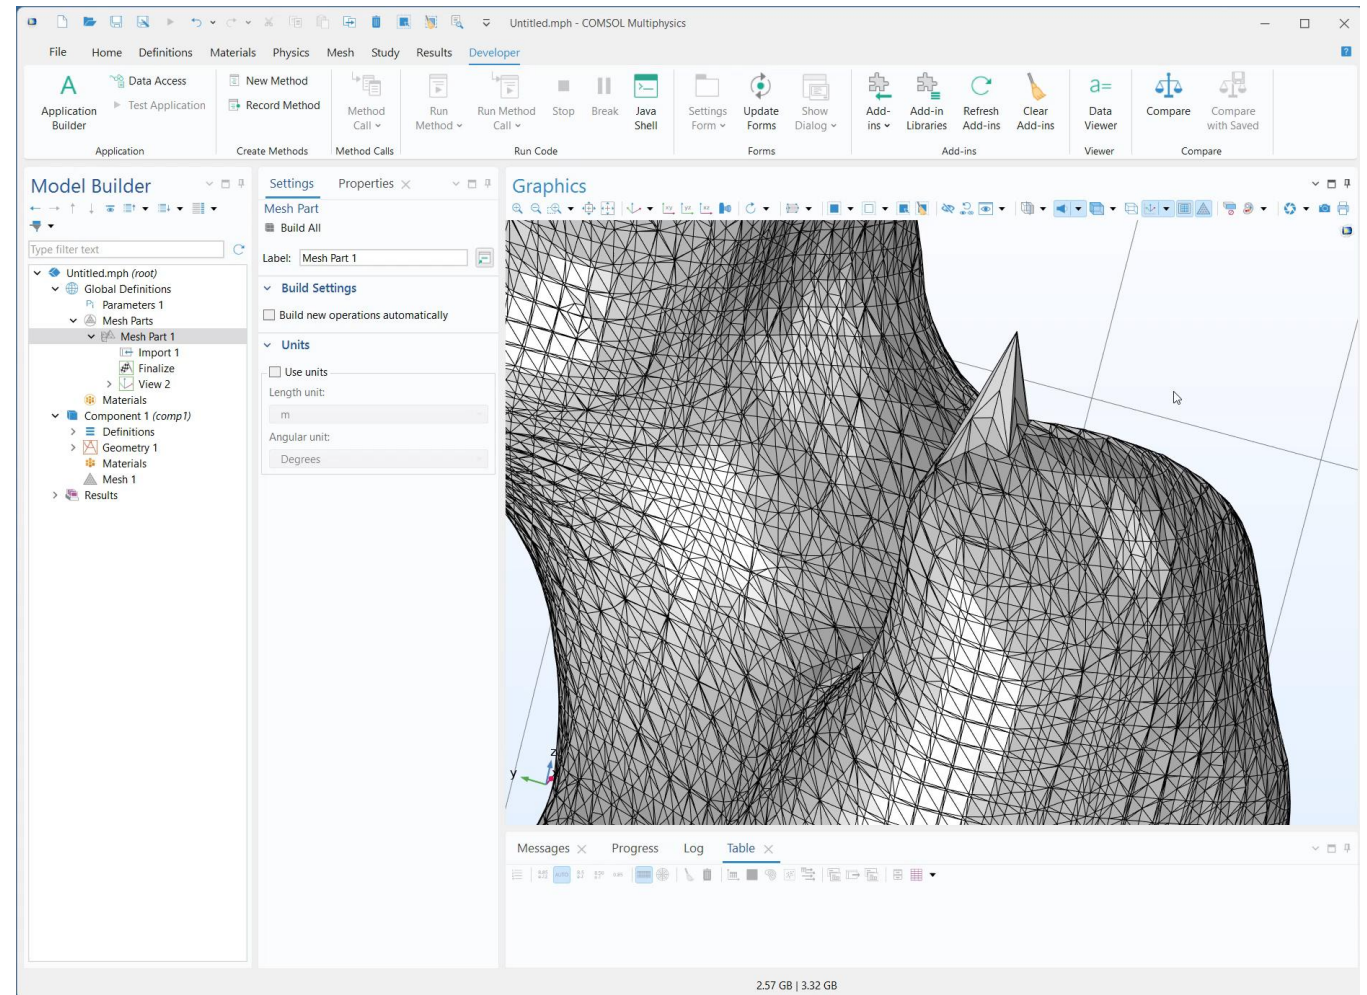 Untitled.mph - COMSOL Multiphysics
File Home Definitions Materials Physics Mesh Study Results Developer
Application Builder
Data Access
Test Application
Application
New Method
Record Method
Create Methods
Method Call
Method Calls
Run Method
Run Method Call
Stop
Break
Java Shell
Run Code
Settings Form
Update Forms
Show Dialog
Forms
Add-ins
Add-in Libraries
Refresh Add-ins
Clear Add-ins
Add-ins
a=
Data Viewer
Viewer
Compare
Compare with Saved
Compare
Model Builder
Type filter text
Untitled.mph (root)
Global Definitions
Pi Parameters 1
Mesh Parts
Mesh Part 1
Import 1
Finalize
View 2
Materials
Component 1 (comp1)
Definitions
Geometry 1
Materials
Mesh 1
Results
Settings Properties
Mesh Part
Build All
Label: Mesh Part 1
Build Settings
Build new operations automatically
Units
Use units
Length unit:
m
Angular unit:
Degrees
Graphics
z
y
Messages Progress Log Table
2.57 GB | 3.32 GB